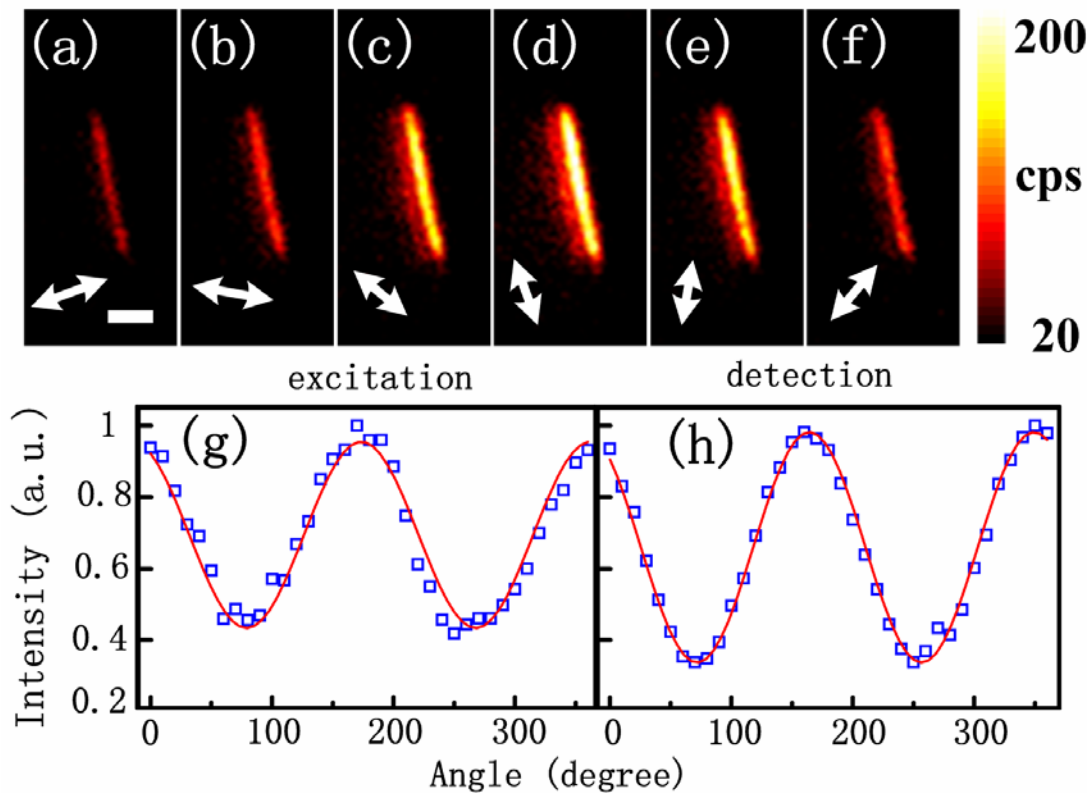 (a) (b) (c) (d) (e) (f) 200
cps
20
excitation detection
Intensity (a.u.)
1
0.8
0.6
0.4
0.2
(g) (h)
0 100 200 300 0 100 200 300
Angle (degree)